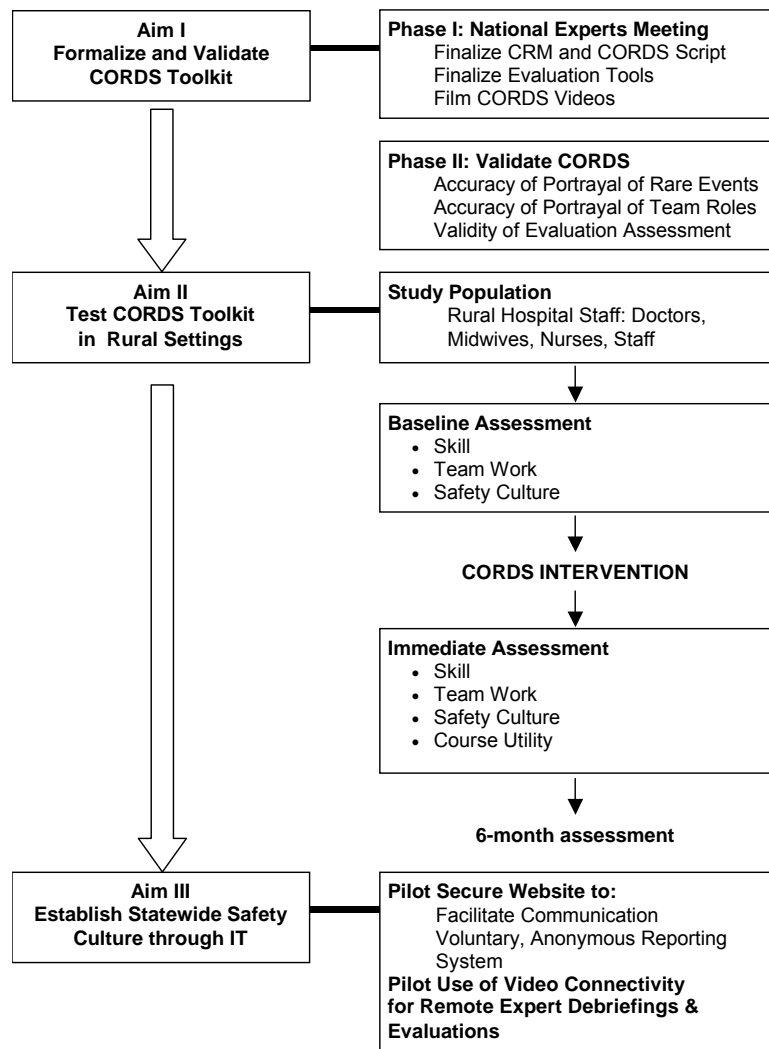 Aim I
Formalize and Validate
CORDS Toolkit
Phase I: National Experts Meeting
Finalize CRM and CORDS Script
Finalize Evaluation Tools
Film CORDS Videos
Phase II: Validate CORDS
Accuracy of Portrayal of Rare Events
Accuracy of Portrayal of Team Roles
Validity of Evaluation Assessment
Aim II
Test CORDS Toolkit
in Rural Settings
Study Population
Rural Hospital Staff: Doctors,
Midwives, Nurses, Staff
Baseline Assessment
• Skill
• Team Work
• Safety Culture
CORDS INTERVENTION
Immediate Assessment
• Skill
• Team Work
• Safety Culture
• Course Utility
6-month assessment
Aim III
Establish Statewide Safety
Culture through IT
Pilot Secure Website to:
Facilitate Communication
Voluntary, Anonymous Reporting
System
Pilot Use of Video Connectivity
for Remote Expert Debriefings &
Evaluations